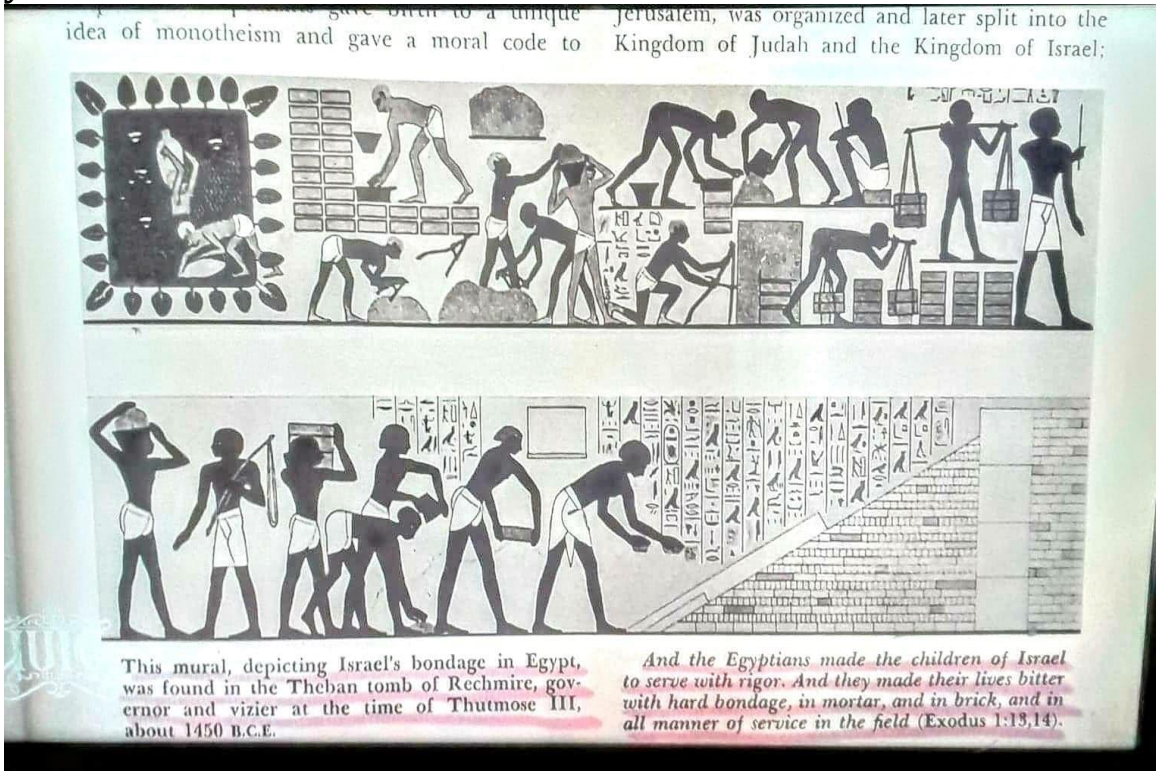 gave birth to a unique
idea of monotheism and gave a moral code to
Jerusalem, was organized and later split into the
Kingdom of Judah and the Kingdom of Israel;
This mural, depicting Israel's bondage in Egypt,
was found in the Theban tomb of Rechmire, gov-
ernor and vizier at the time of Thutmose III,
about 1450 B.C.E.
And the Egyptians made the children of Israel
to serve with rigor. And they made their lives bitter
with hard bondage, in mortar, and in brick, and in
all manner of service in the field (Exodus 1:13,14).